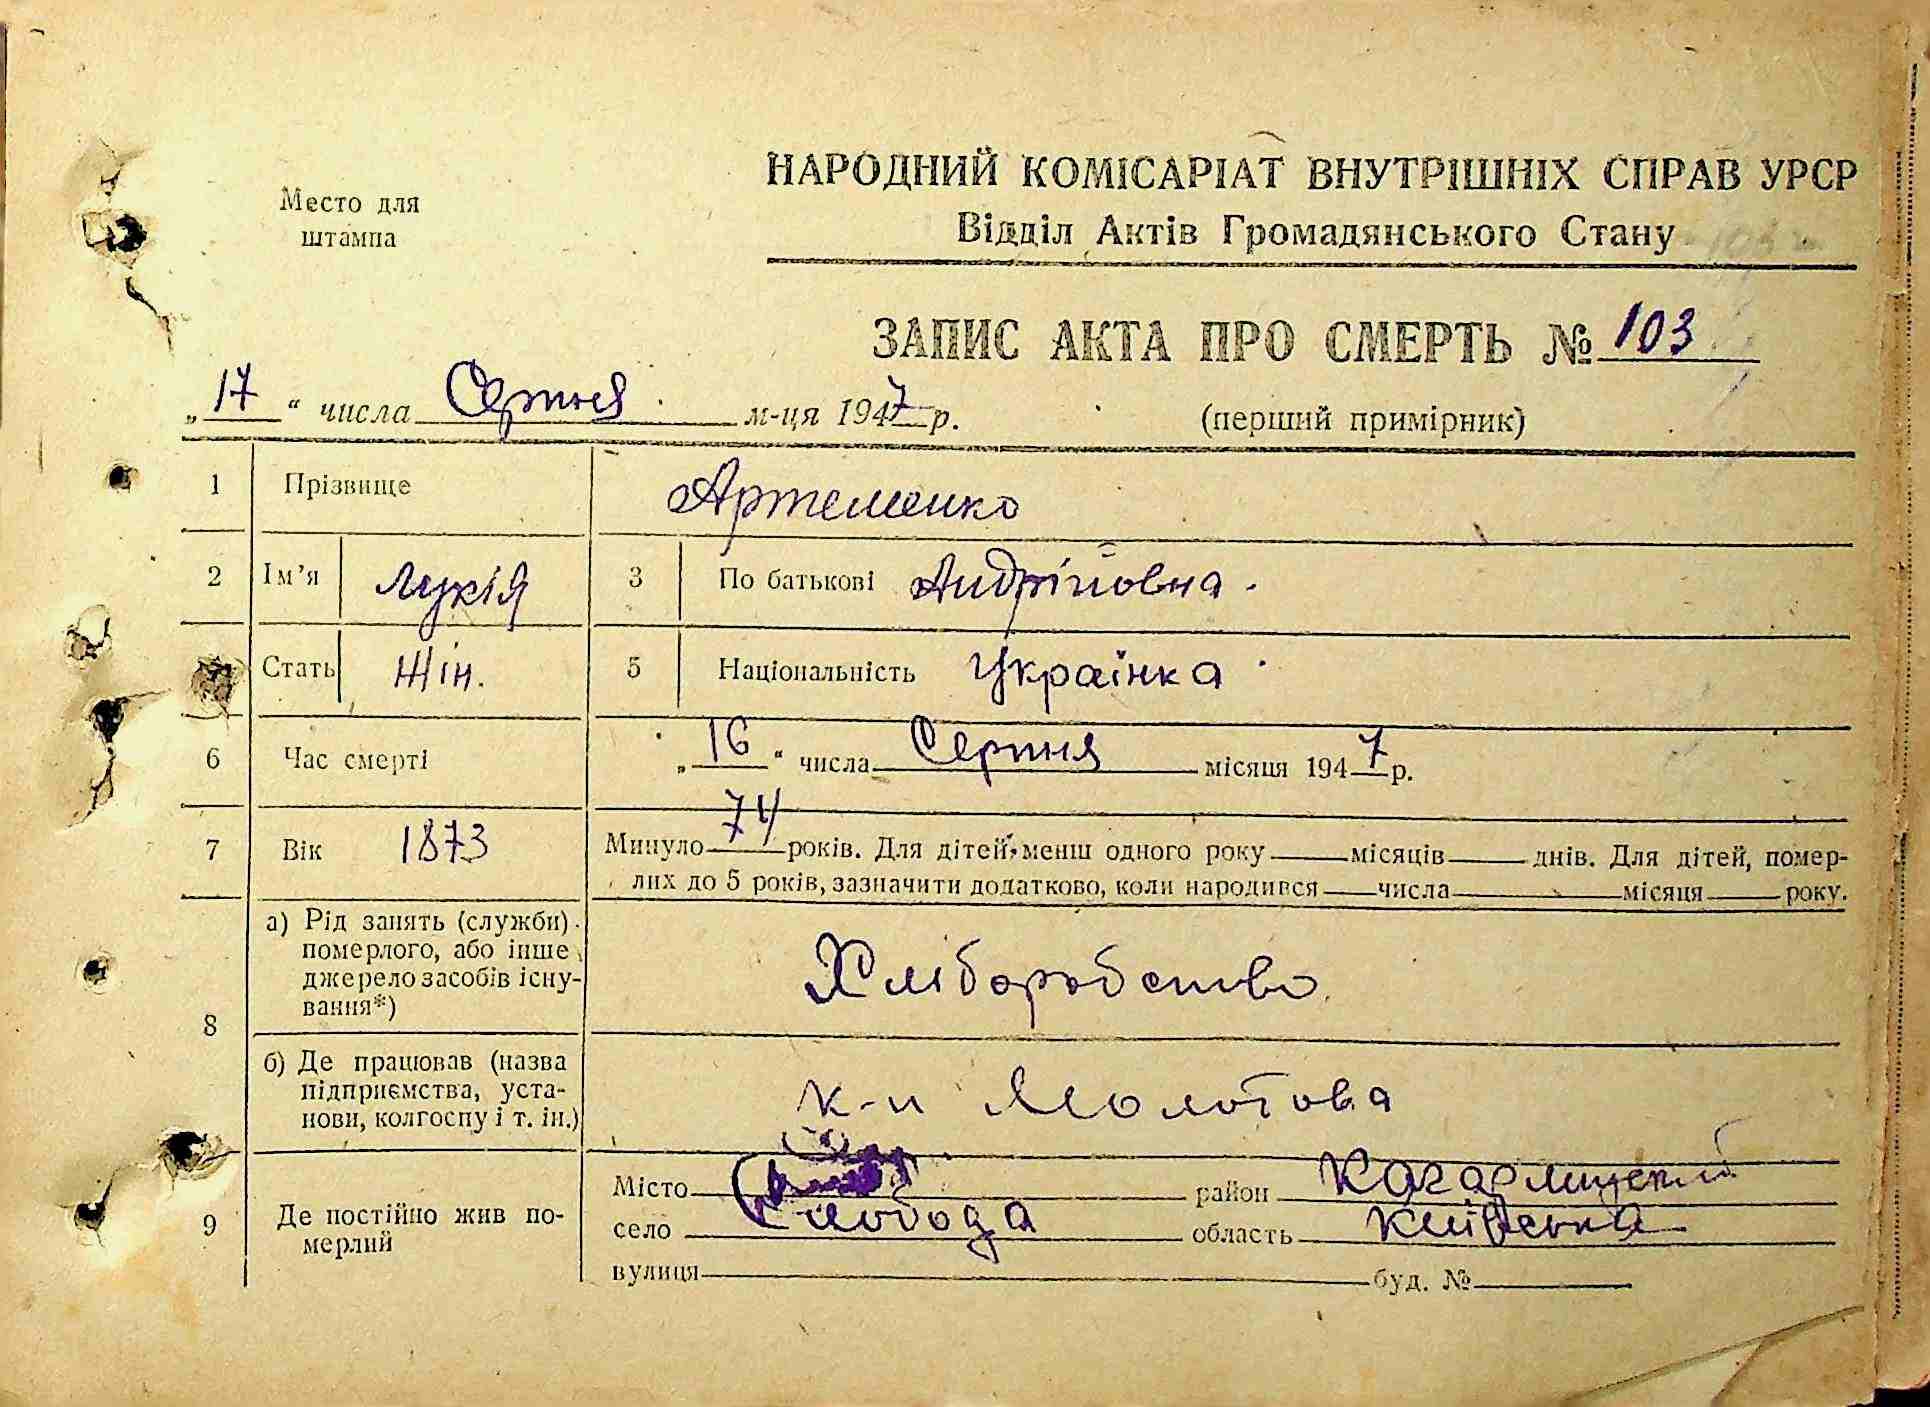 НАРОДНИЙ КОМІСАРІАТ ВНУТРІШНІХ СПРАВ УРСР
Место для
штампа
Відділ Актів Громадянського Стану
ЗАПИС АКТА ПРО СМЕРТЬ № 103
„17“ числа Серпня м-ця 1947 р.
(перший примірник)
1 Прізвище Артеменко
2 Ім'я Лукія 3 По батькові Андріївна.
Стать Жін. 5 Національність Українка
6 Час смерті „16“ числа Серпня місяця 1947 р.
7 Вік 1873 Минуло 74 років. Для дітей, менш одного року місяців днів. Для дітей, помер-
лих до 5 років, зазначити додатково, коли народився числа місяця року.
8
а) Рід занять (служби)
померлого, або інше
джерело засобів існу-
вання*)
Хліборобство
б) Де працював (назва
підприємства, уста-
нови, колгоспу і т. ін.)
к-п Молотова
9 Де постійно жив по-
мерлий
Місто район Кагарлицький
село Слобода область Київська
вулиця буд. №